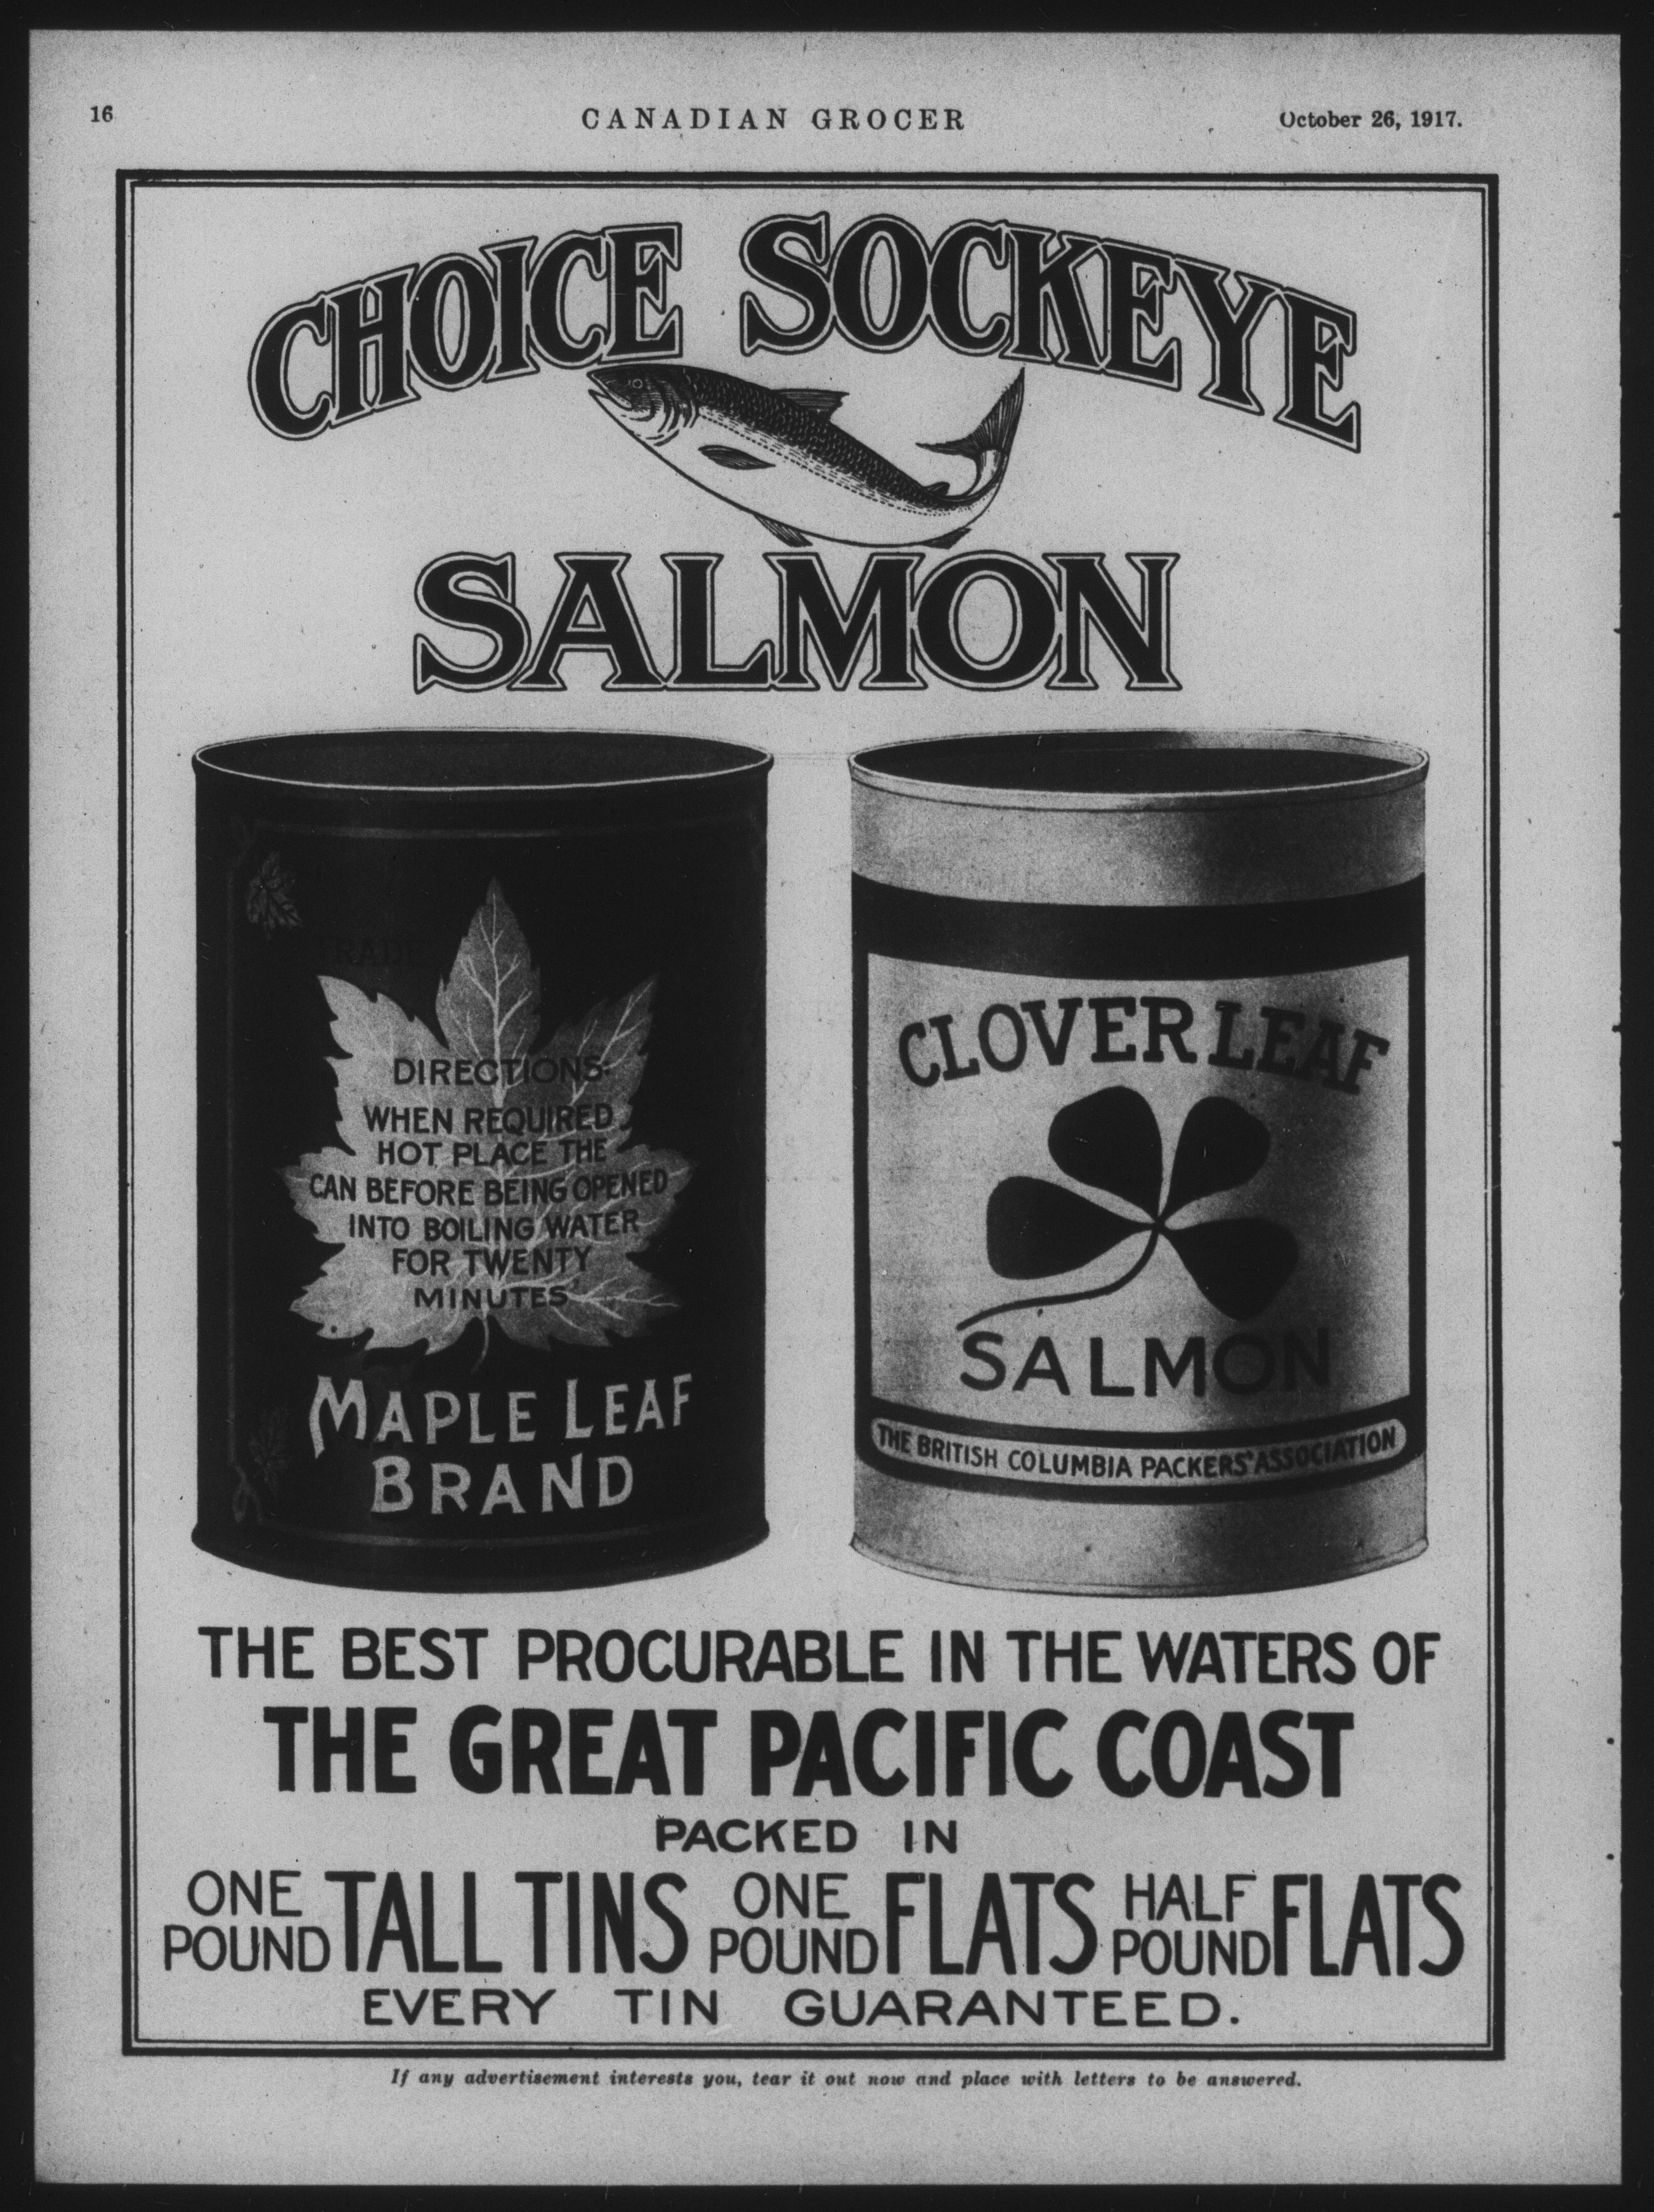 16
CANADIAN GROCER
October 26, 1917.
CHOICE SOCKEYE
SALMON
TRADE
DIRECTIONS:
WHEN REQUIRED
HOT PLACE THE
CAN BEFORE BEING OPENED
INTO BOILING WATER
FOR TWENTY
MINUTES
MAPLE LEAF
BRAND
CLOVER LEAF
SALMON
THE BRITISH COLUMBIA PACKERS' ASSOCIATION
THE BEST PROCURABLE IN THE WATERS OF
THE GREAT PACIFIC COAST
PACKED IN
ONE POUND TALL TINS ONE POUND FLATS HALF POUND FLATS
EVERY TIN GUARANTEED.
If any advertisement interests you, tear it out now and place with letters to be answered.